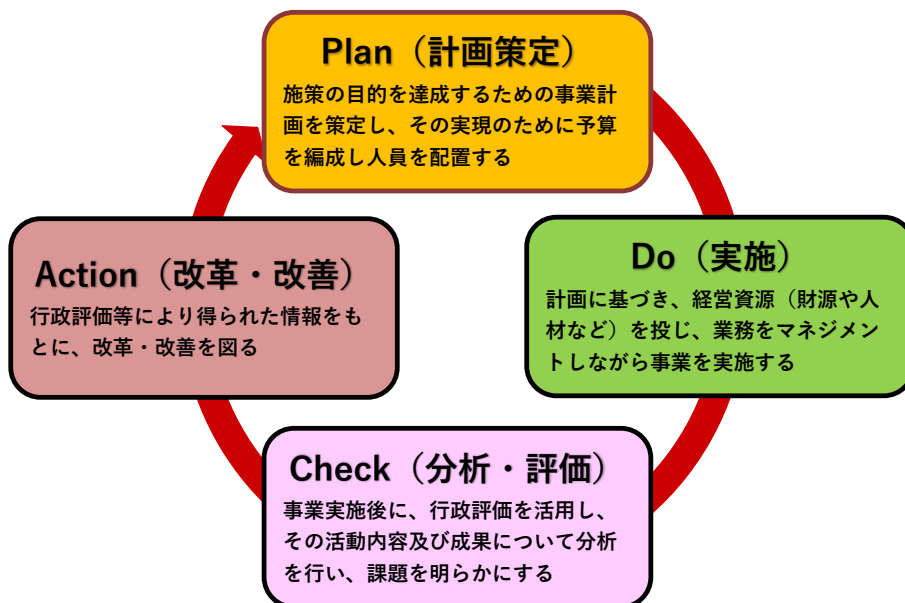 Plan（計画策定）
施策の目的を達成するための事業計
画を策定し、その実現のために予算
を編成し人員を配置する
Do（実施）
計画に基づき、経営資源（財源や人
材など）を投じ、業務をマネジメン
トしながら事業を実施する
Check（分析・評価）
事業実施後に、行政評価を活用し、
その活動内容及び成果について分析
を行い、課題を明らかにする
Action（改革・改善）
行政評価等により得られた情報をも
とに、改革・改善を図る